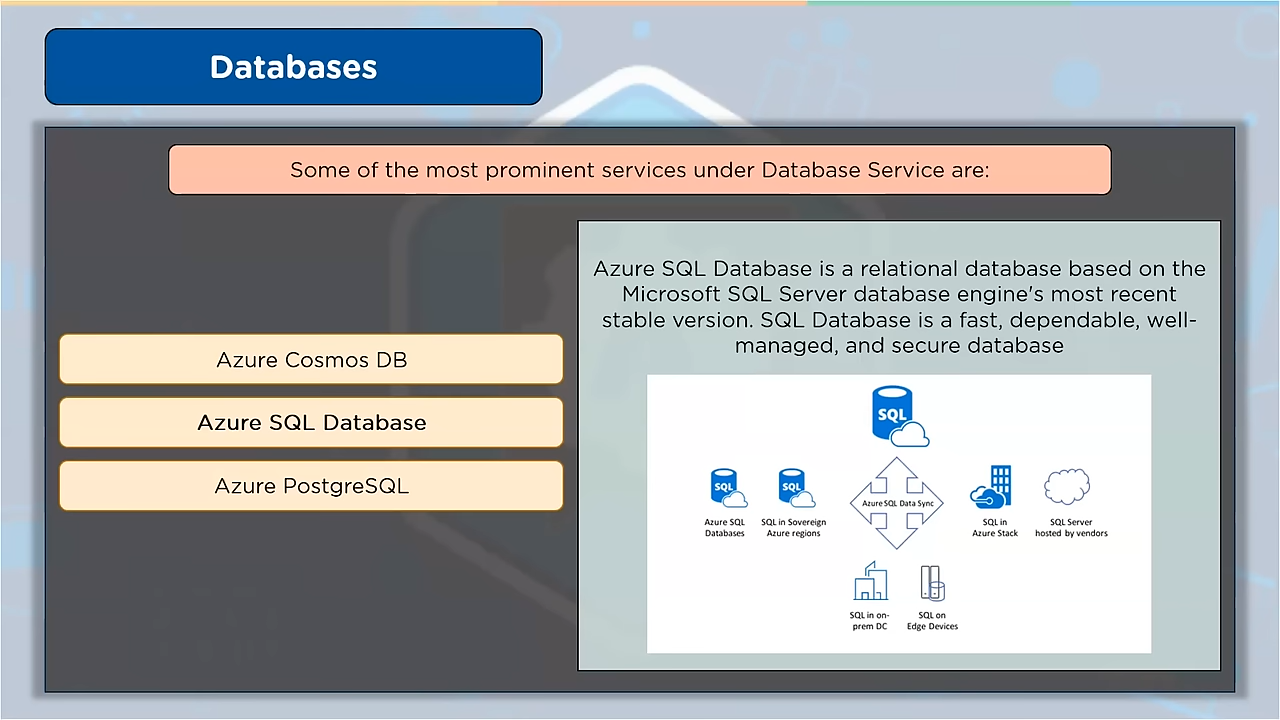 Databases
Some of the most prominent services under Database Service are:
Azure Cosmos DB
Azure SQL Database
Azure PostgreSQL
Azure SQL Database is a relational database based on the
Microsoft SQL Server database engine's most recent
stable version. SQL Database is a fast, dependable, well-
managed, and secure database
SQL
SQL
SQL
Azure SQL Data Sync
Azure SQL
Databases
SQL in Sovereign
Azure regions
SQL in
Azure Stack
SQL Server
hosted by vendors
SQL in on-
prem DC
SQL on
Edge Devices